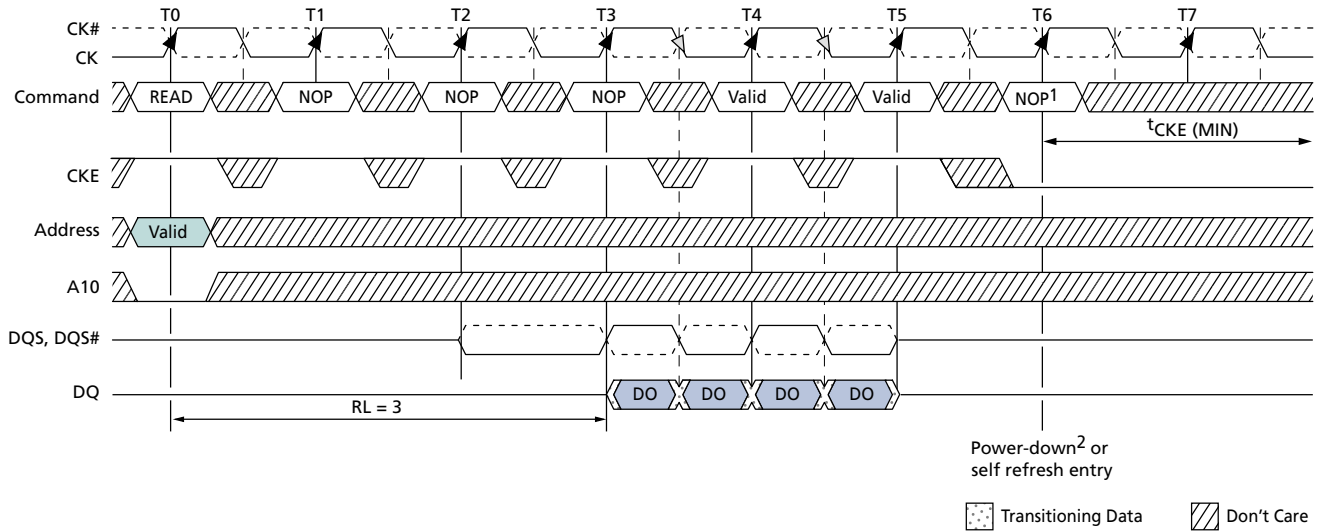 T0 T1 T2 T3 T4 T5 T6 T7
CK#
CK
Command READ NOP NOP NOP Valid Valid NOP1
tCKE (MIN)
CKE
Address Valid
A10
DQS, DQS#
DQ DO DO DO DO
RL = 3
Power-down2 or
self refresh entry
Transitioning Data Don't Care